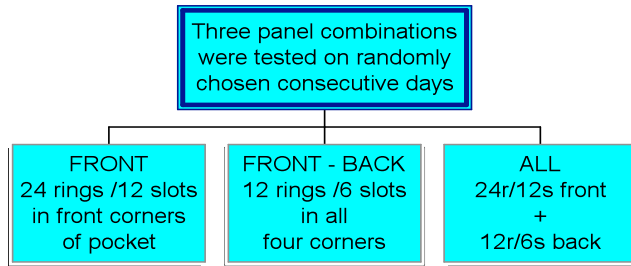 Three panel combinations
were tested on randomly
chosen consecutive days
FRONT
24 rings /12 slots
in front corners
of pocket
FRONT - BACK
12 rings /6 slots
in all
four corners
ALL
24r/12s front
+
12r/6s back